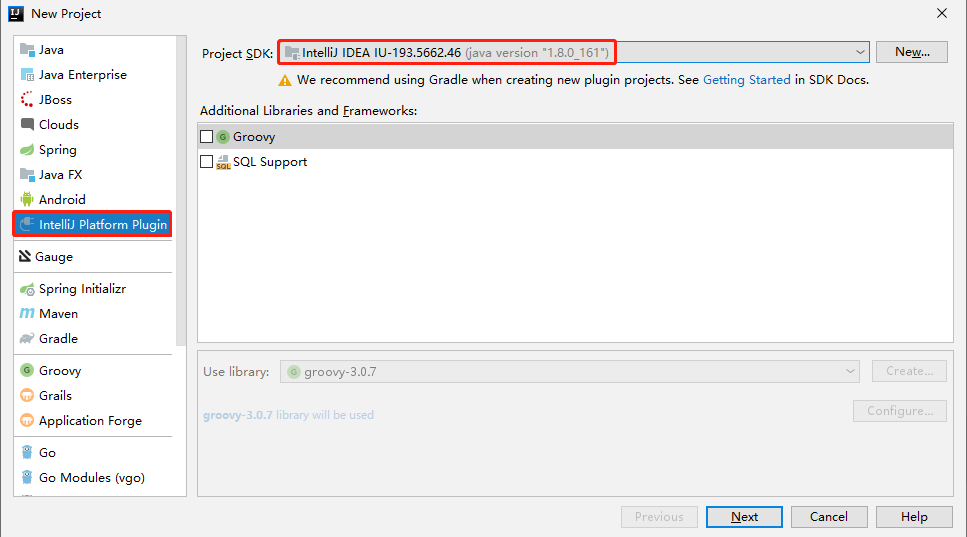 New Project
Java
Java Enterprise
JBoss
Clouds
Spring
Java FX
Android
IntelliJ Platform Plugin
Gauge
Spring Initializr
Maven
Gradle
Groovy
Grails
Application Forge
Go
Go Modules (vgo)
Project SDK: IntelliJ IDEA IU-193.5662.46 (java version "1.8.0_161") New...
We recommend using Gradle when creating new plugin projects. See Getting Started in SDK Docs.
Additional Libraries and Frameworks:
Groovy
SQL Support
Use library: groovy-3.0.7 Create...
groovy-3.0.7 library will be used
Configure...
Previous Next Cancel Help